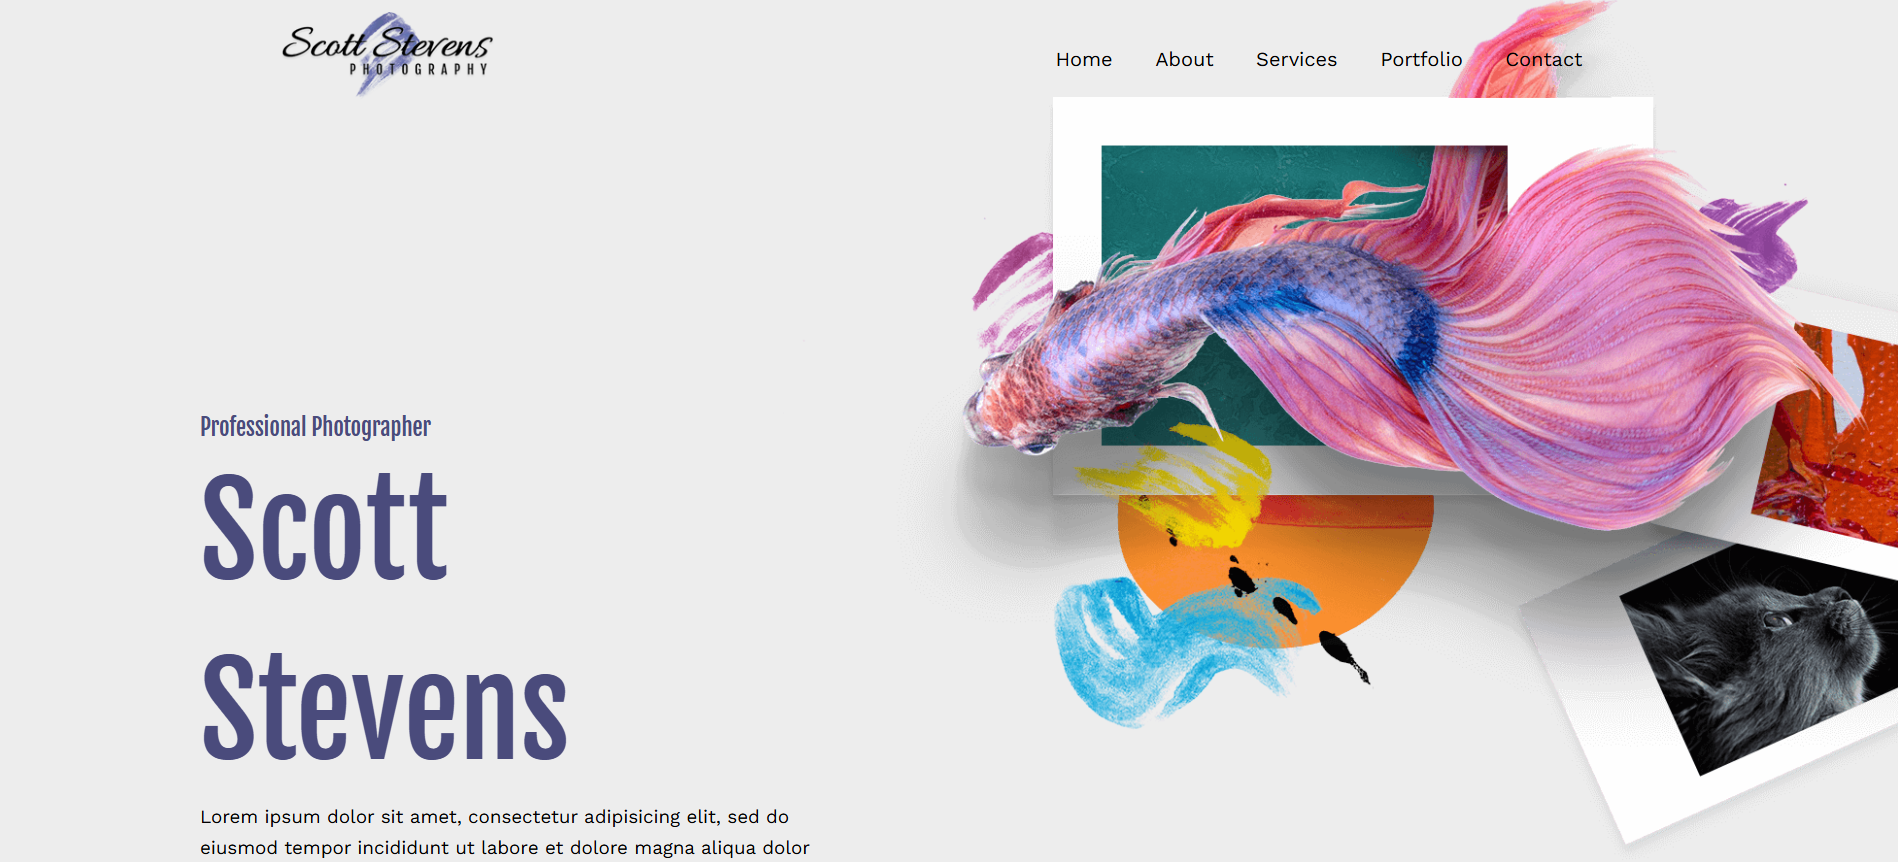 Scott Stevens
PHOTOGRAPHY
Home About Services Portfolio Contact
Professional Photographer
Scott
Stevens
Lorem ipsum dolor sit amet, consectetur adipisicing elit, sed do
eiusmod tempor incididunt ut labore et dolore magna aliqua dolor